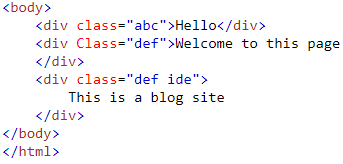 <body>
<div class="abc">Hello</div>
<div Class="def">Welcome to this page
</div>
<div class="def ide">
This is a blog site
</div>
</body>
</html>